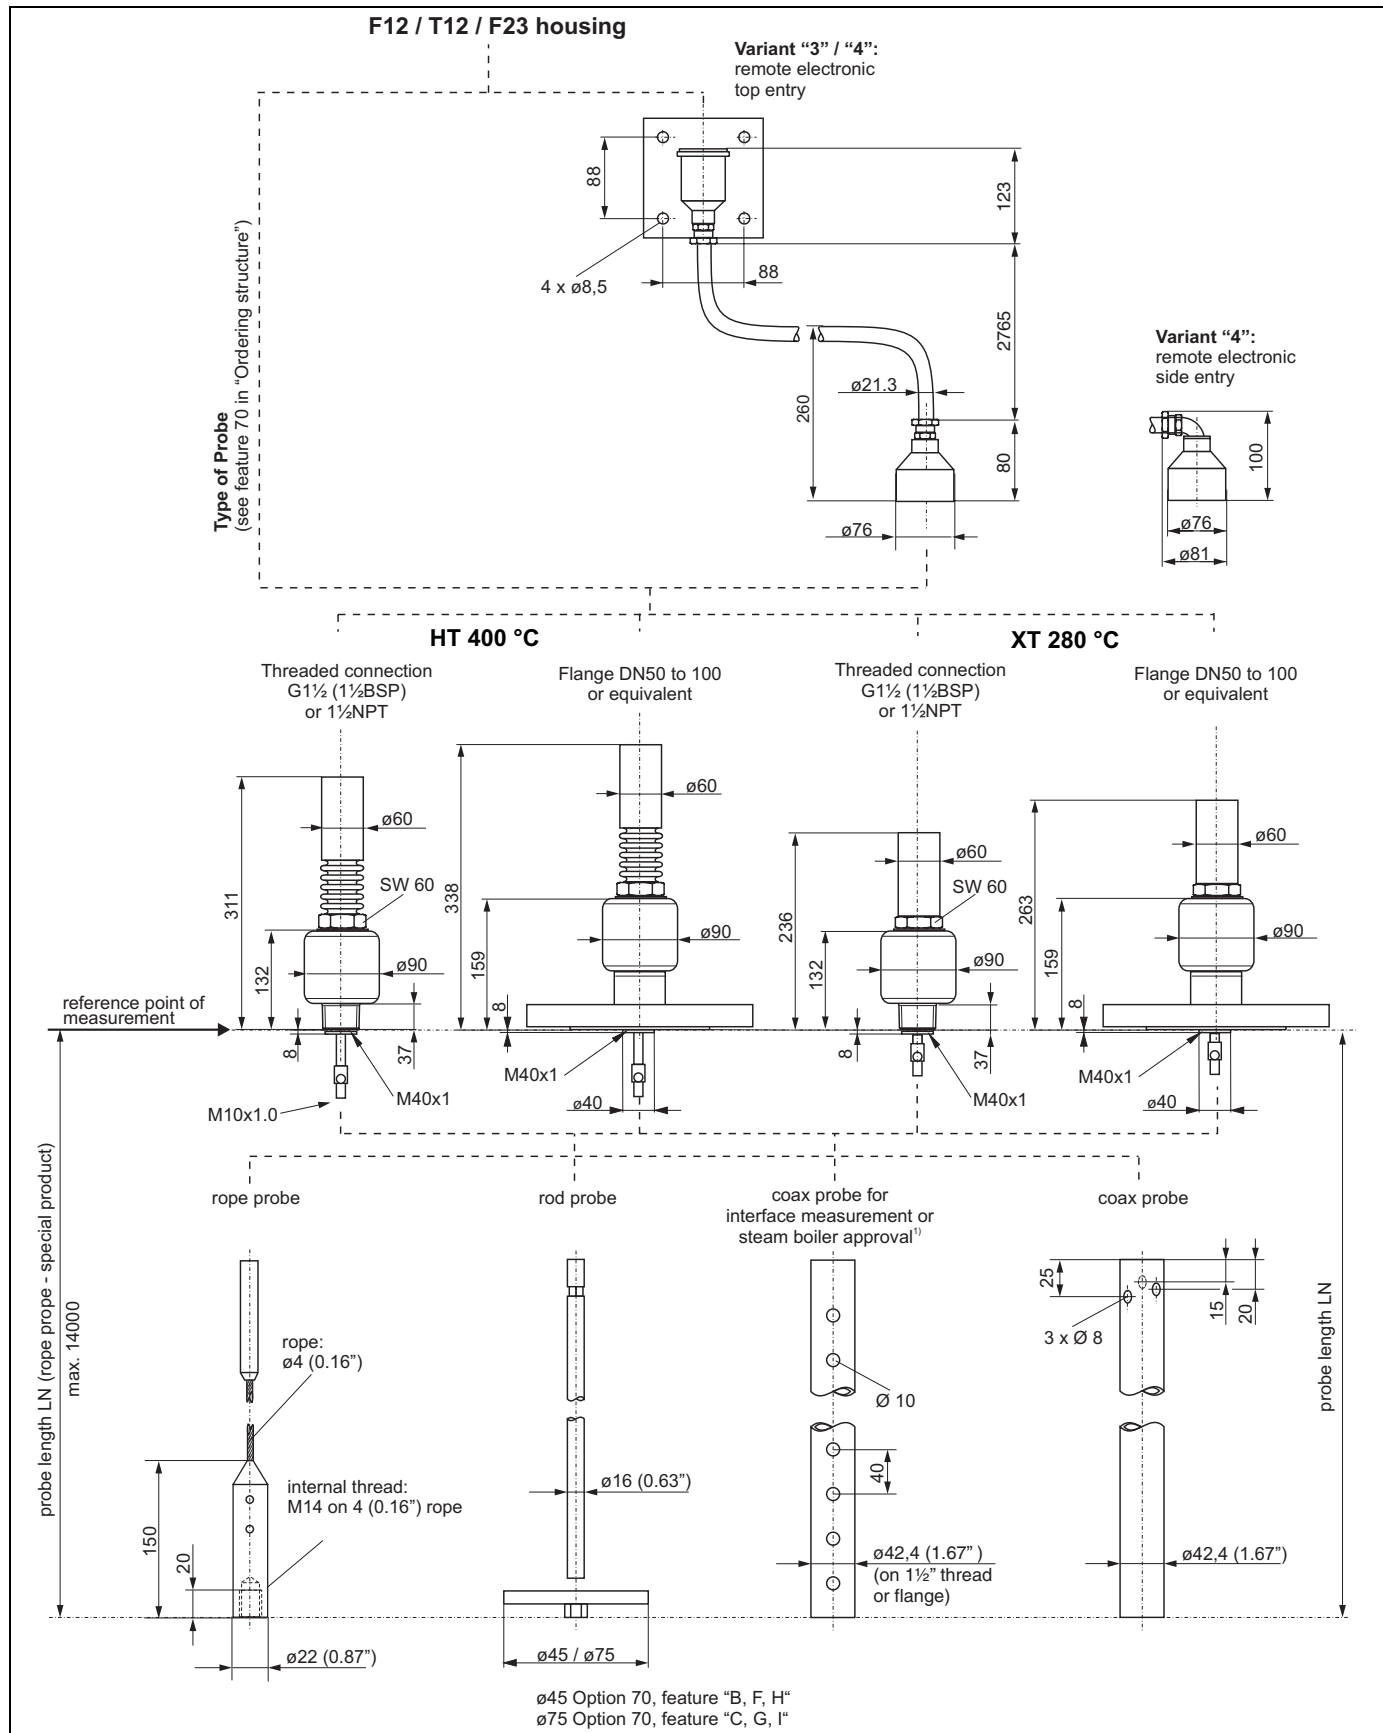 F12 / T12 / F23 housing
Variant “3” / “4”:
remote electronic
top entry
88
123
4 x ø8,5
88
2765
Type of Probe
(see feature 70 in “Ordering structure”)
Variant “4”:
remote electronic
side entry
ø21.3
260
80
100
ø76
ø76
ø81
HT 400 °C
XT 280 °C
Threaded connection
G1½ (1½BSP)
or 1½NPT
Flange DN50 to 100
or equivalent
Threaded connection
G1½ (1½BSP)
or 1½NPT
Flange DN50 to 100
or equivalent
ø60
ø60
ø60
ø60
SW 60
SW 60
311
338
236
263
ø90
ø90
ø90
ø90
132
159
132
159
reference point of
measurement
8
8
8
8
37
37
M40x1
M40x1
M40x1
M40x1
M10x1.0
ø40
ø40
rope probe
rod probe
coax probe for
interface measurement or
steam boiler approval1)
coax probe
probe length LN (rope prope - special product)
max. 14000
rope:
ø4 (0.16”)
Ø 10
25
3 x Ø 8
15
20
probe length LN
internal thread:
M14 on 4 (0.16”) rope
150
20
ø16 (0.63”)
40
ø42,4 (1.67” )
(on 1½” thread
or flange)
ø42,4 (1.67”)
ø22 (0.87”)
ø45 / ø75
ø45 Option 70, feature “B, F, H“
ø75 Option 70, feature “C, G, I“